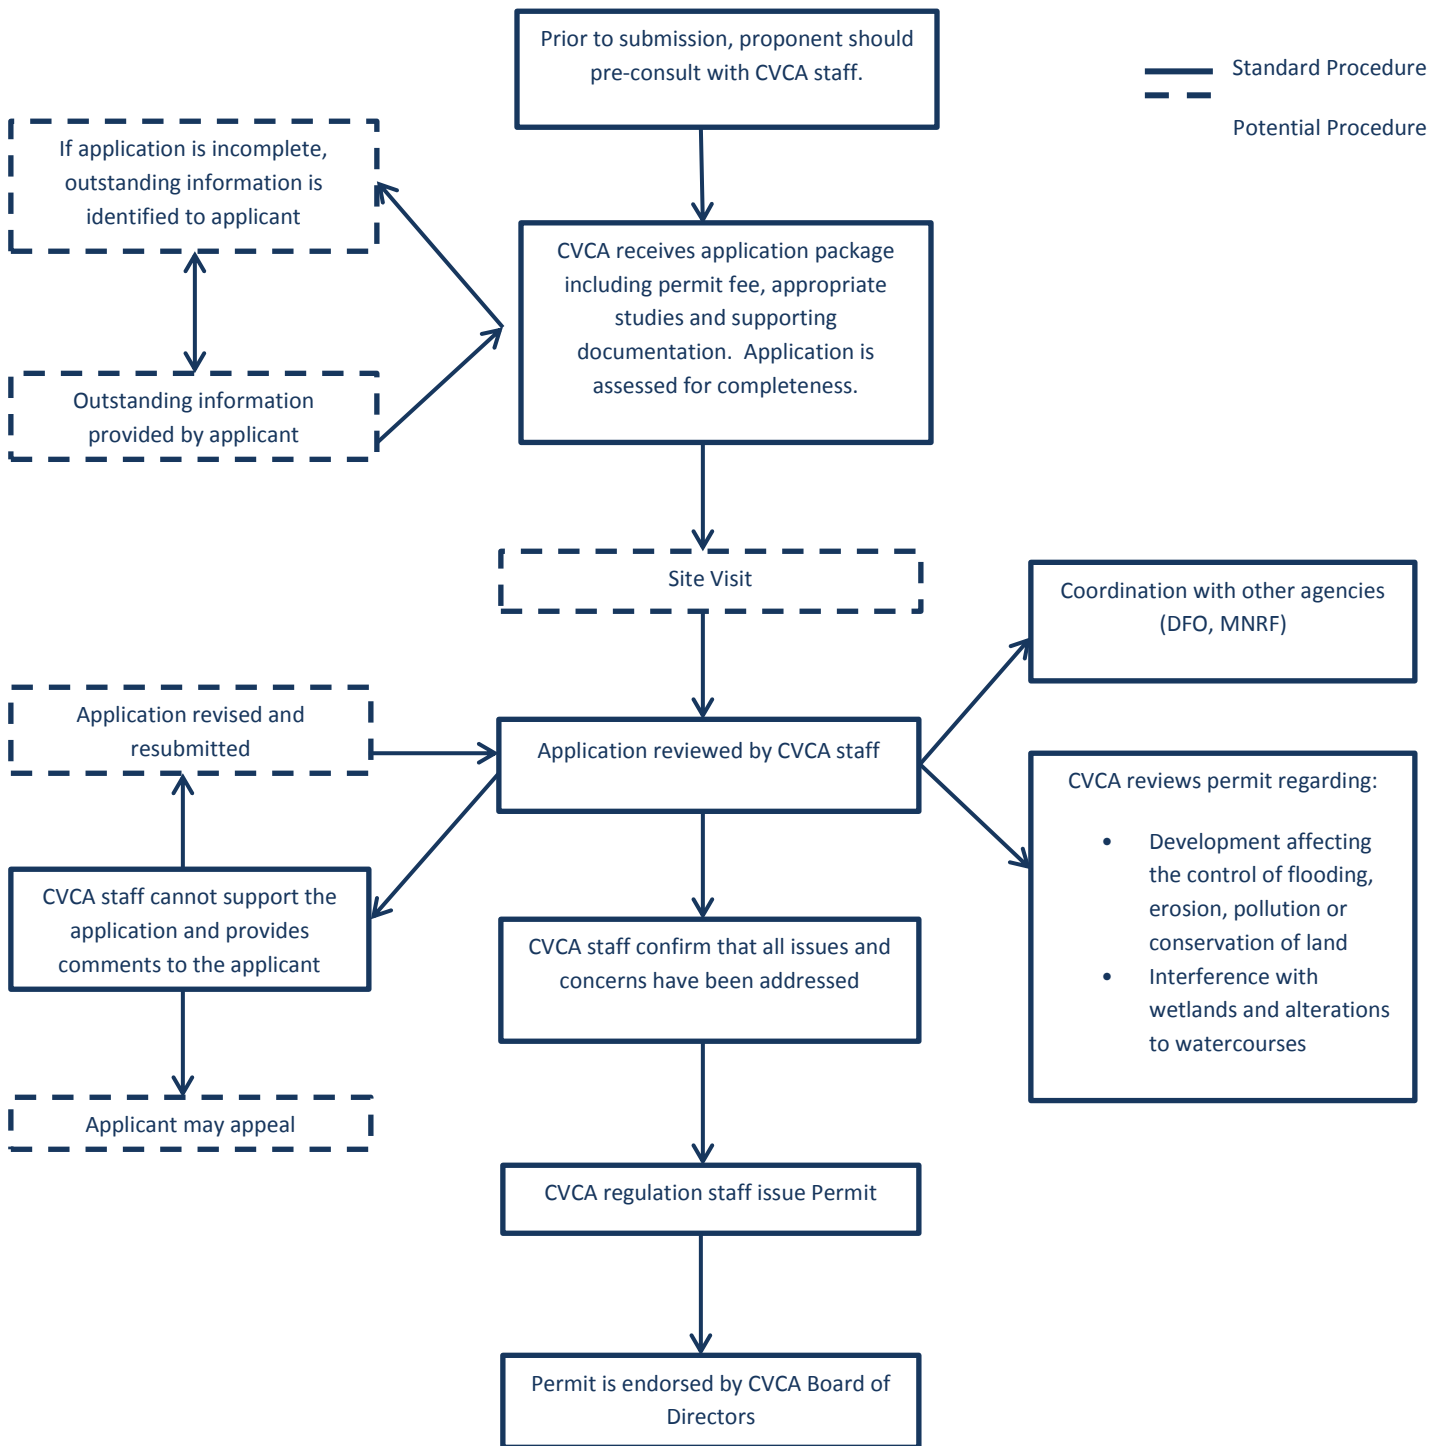 Prior to submission, proponent should
pre-consult with CVCA staff.
Standard Procedure
Potential Procedure
If application is incomplete,
outstanding information is
identified to applicant
CVCA receives application package
including permit fee, appropriate
studies and supporting
documentation.  Application is
assessed for completeness.
Outstanding information
provided by applicant
Site Visit
Coordination with other agencies
(DFO, MNRF)
Application revised and
resubmitted
Application reviewed by CVCA staff
CVCA reviews permit regarding:
• Development affecting
the control of flooding,
erosion, pollution or
conservation of land
• Interference with
wetlands and alterations
to watercourses
CVCA staff cannot support the
application and provides
comments to the applicant
CVCA staff confirm that all issues and
concerns have been addressed
Applicant may appeal
CVCA regulation staff issue Permit
Permit is endorsed by CVCA Board of
Directors